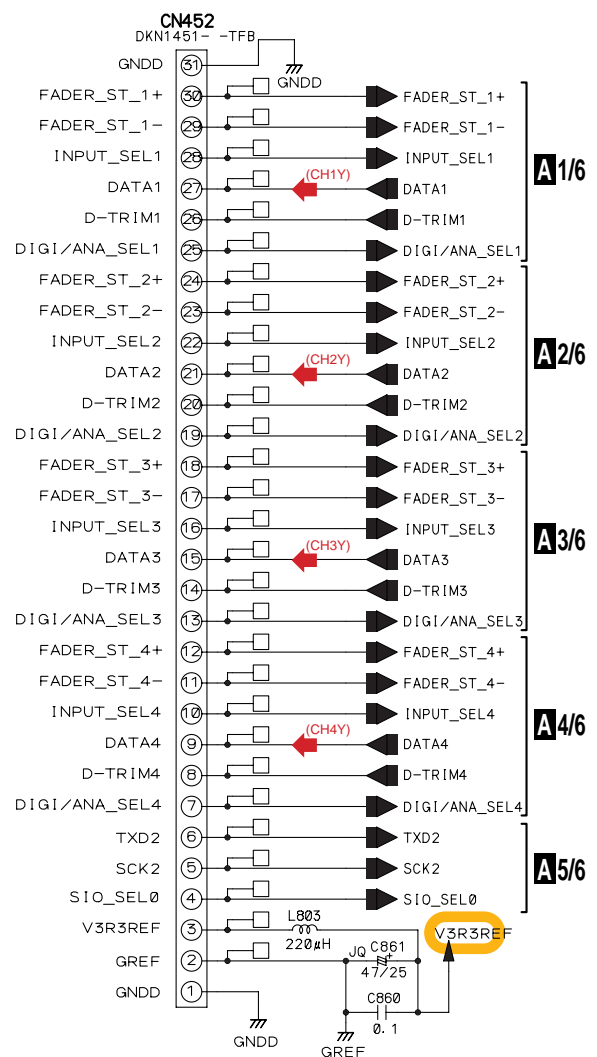 CN452
DKN1451- -TFB
GNDD 31 GNDD
FADER_ST_1+ 30 FADER_ST_1+
FADER_ST_1- 29 FADER_ST_1-
INPUT_SEL1 28 INPUT_SEL1
DATA1 27 (CH1Y) DATA1
D-TRIM1 26 D-TRIM1
DIGI/ANA_SEL1 25 DIGI/ANA_SEL1
A 1/6
FADER_ST_2+ 24 FADER_ST_2+
FADER_ST_2- 23 FADER_ST_2-
INPUT_SEL2 22 INPUT_SEL2
DATA2 21 (CH2Y) DATA2
D-TRIM2 20 D-TRIM2
DIGI/ANA_SEL2 19 DIGI/ANA_SEL2
A 2/6
FADER_ST_3+ 18 FADER_ST_3+
FADER_ST_3- 17 FADER_ST_3-
INPUT_SEL3 16 INPUT_SEL3
DATA3 15 (CH3Y) DATA3
D-TRIM3 14 D-TRIM3
DIGI/ANA_SEL3 13 DIGI/ANA_SEL3
A 3/6
FADER_ST_4+ 12 FADER_ST_4+
FADER_ST_4- 11 FADER_ST_4-
INPUT_SEL4 10 INPUT_SEL4
DATA4 9 (CH4Y) DATA4
D-TRIM4 8 D-TRIM4
DIGI/ANA_SEL4 7 DIGI/ANA_SEL4
A 4/6
TXD2 6 TXD2
SCK2 5 SCK2
SIO_SEL0 4 SIO_SEL0
A 5/6
V3R3REF 3 L803 V3R3REF
220μH
GREF 2 JQ C861 +
47/25
GNDD 1 C860
0.1
GNDD
GREF